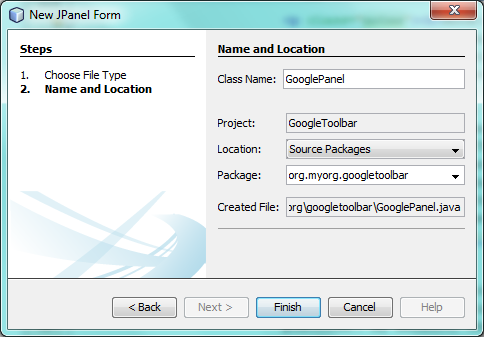 New JPanel Form
Steps
1. Choose File Type
2. Name and Location
Name and Location
Class Name: GooglePanel
Project: GoogleToolbar
Location: Source Packages
Package: org.myorg.googletoolbar
Created File: org\googletoolbar\GooglePanel.java
< Back Next > Finish Cancel Help